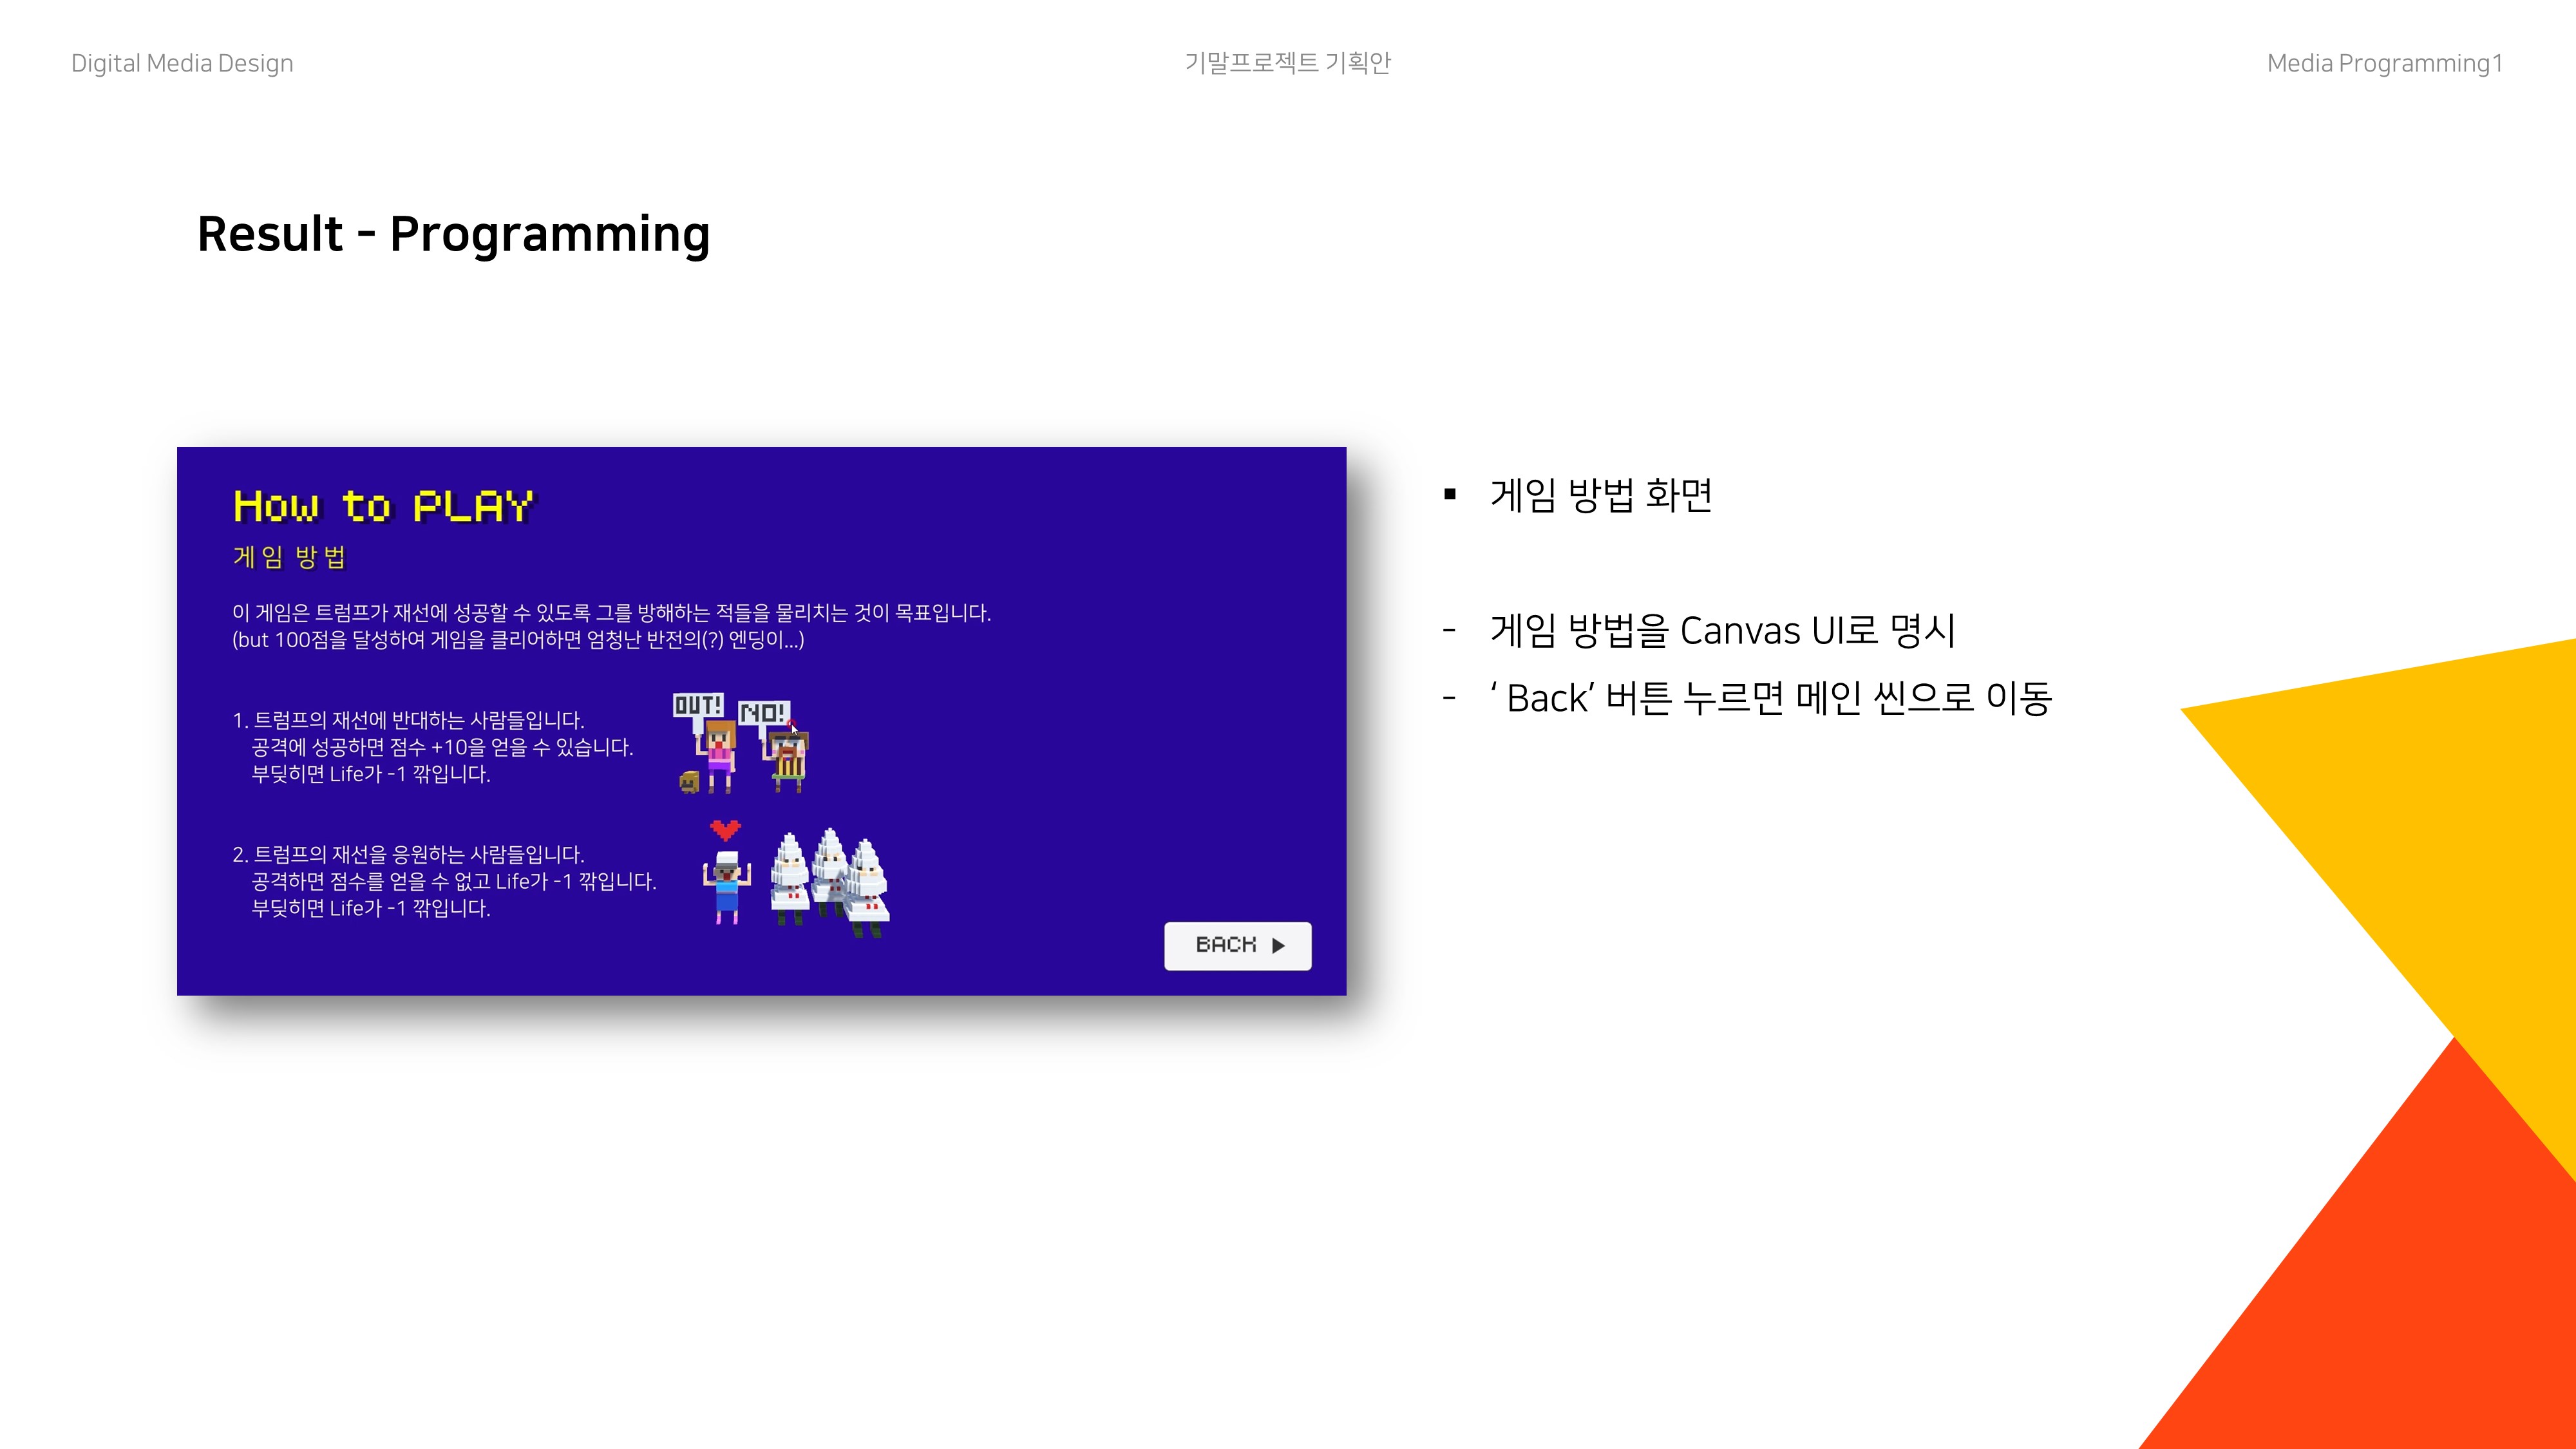 Digital Media Design
기말프로젝트 기획안
Media Programming1
Result - Programming
How to PLAY
게임 방법
이 게임은 트럼프가 재선에 성공할 수 있도록 그를 방해하는 적들을 물리치는 것이 목표입니다.
(but 100점을 달성하여 게임을 클리어하면 엄청난 반전의(?) 엔딩이...)
1. 트럼프의 재선에 반대하는 사람들입니다.
공격에 성공하면 점수 +10을 얻을 수 있습니다.
부딪히면 Life가 -1 깎입니다.
OUT!
NO!
2. 트럼프의 재선을 응원하는 사람들입니다.
공격하면 점수를 얻을 수 없고 Life가 -1 깎입니다.
부딪히면 Life가 -1 깎입니다.
BACK ▶
▪ 게임 방법 화면
- 게임 방법을 Canvas UI로 명시
- ‘ Back’ 버튼 누르면 메인 씬으로 이동